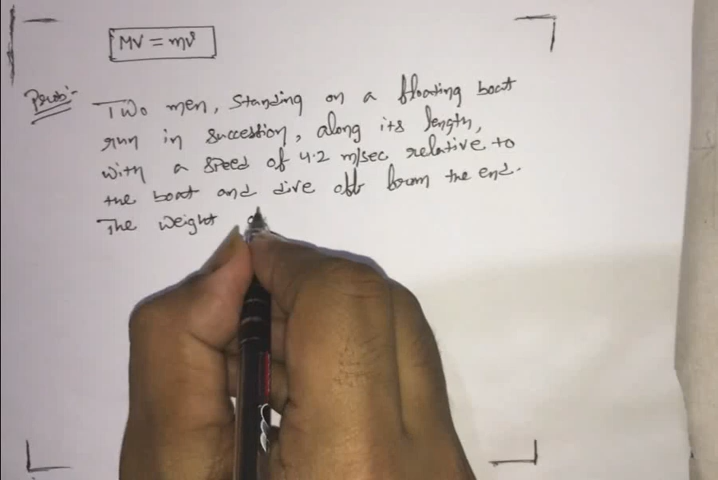 MV = mv
Prob:-
Two men, standing on a floating boat
run in succession, along its length,
with a speed of 4.2 m/sec relative to
the boat and dive off from the end.
The weight